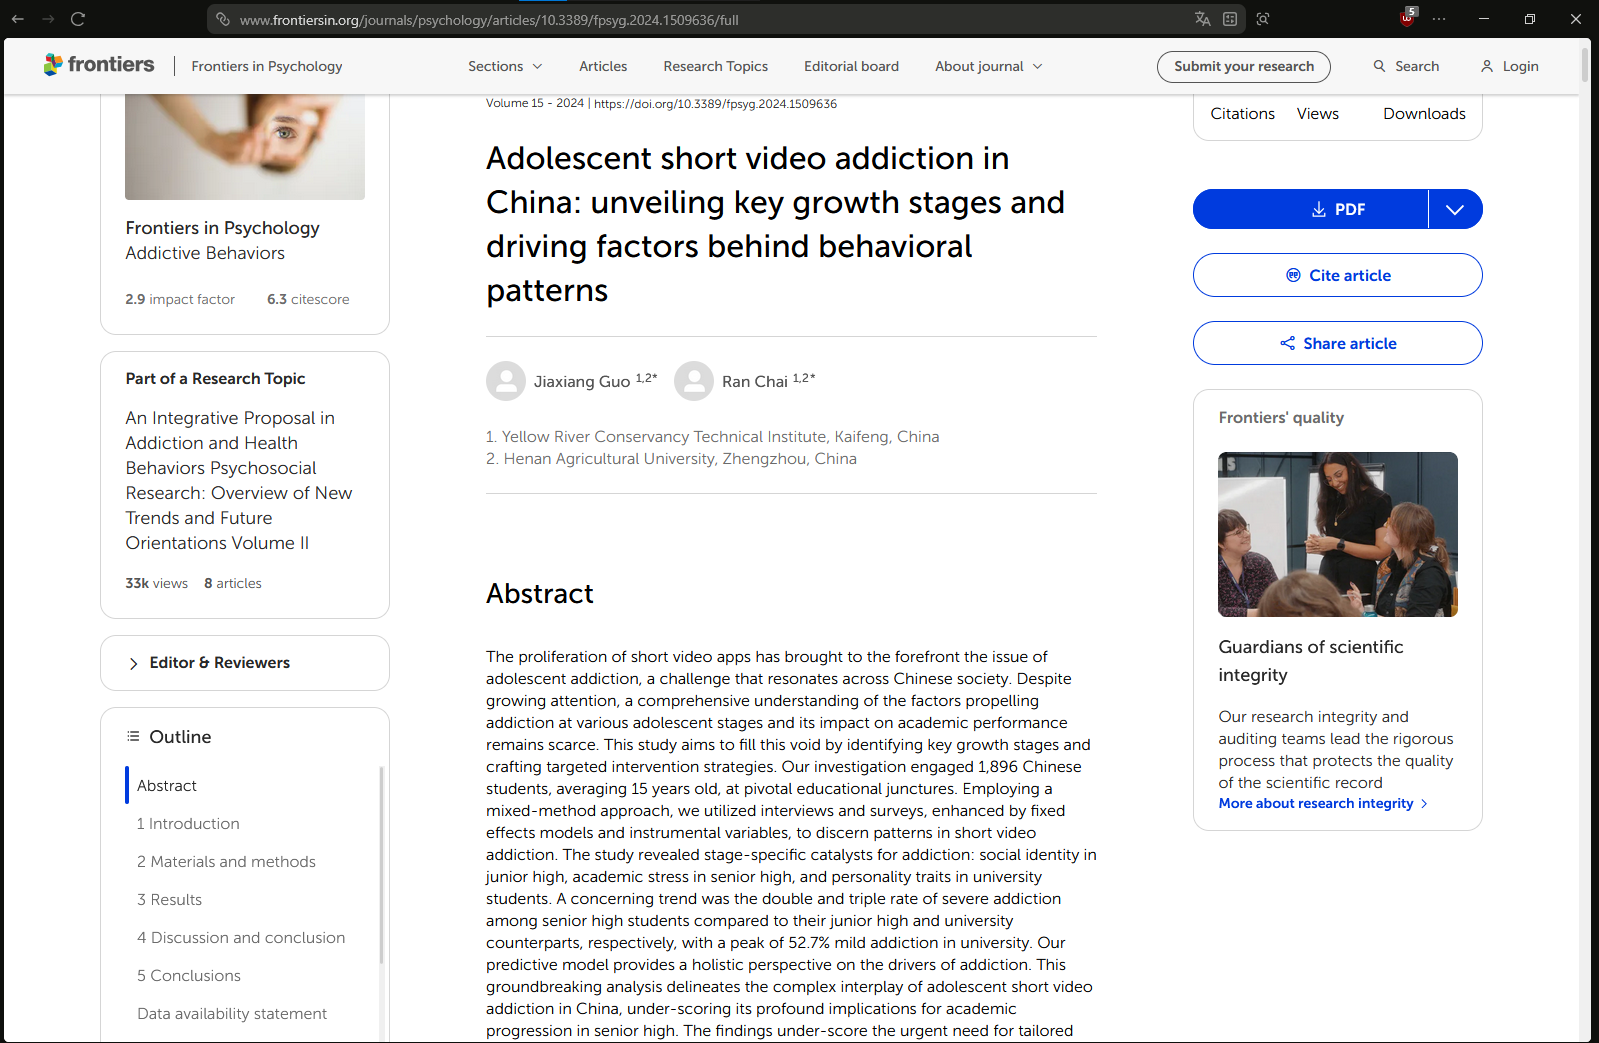 www.frontiersin.org/journals/psychology/articles/10.3389/fpsyg.2024.1509636/full
5
frontiers
Frontiers in Psychology
Sections
Articles
Research Topics
Editorial board
About journal
Submit your research
Search
Login
Frontiers in Psychology
Addictive Behaviors
2.9 impact factor 6.3 citescore
Part of a Research Topic
An Integrative Proposal in
Addiction and Health
Behaviors Psychosocial
Research: Overview of New
Trends and Future
Orientations Volume II
33k views 8 articles
Editor & Reviewers
Outline
Abstract
1 Introduction
2 Materials and methods
3 Results
4 Discussion and conclusion
5 Conclusions
Data availability statement
Volume 15 - 2024 | https://doi.org/10.3389/fpsyg.2024.1509636
Adolescent short video addiction in
China: unveiling key growth stages and
driving factors behind behavioral
patterns
Jiaxiang Guo 1,2* Ran Chai 1,2*
1. Yellow River Conservancy Technical Institute, Kaifeng, China
2. Henan Agricultural University, Zhengzhou, China
Abstract
The proliferation of short video apps has brought to the forefront the issue of
adolescent addiction, a challenge that resonates across Chinese society. Despite
growing attention, a comprehensive understanding of the factors propelling
addiction at various adolescent stages and its impact on academic performance
remains scarce. This study aims to fill this void by identifying key growth stages and
crafting targeted intervention strategies. Our investigation engaged 1,896 Chinese
students, averaging 15 years old, at pivotal educational junctures. Employing a
mixed-method approach, we utilized interviews and surveys, enhanced by fixed
effects models and instrumental variables, to discern patterns in short video
addiction. The study revealed stage-specific catalysts for addiction: social identity in
junior high, academic stress in senior high, and personality traits in university
students. A concerning trend was the double and triple rate of severe addiction
among senior high students compared to their junior high and university
counterparts, respectively, with a peak of 52.7% mild addiction in university. Our
predictive model provides a holistic perspective on the drivers of addiction. This
groundbreaking analysis delineates the complex interplay of adolescent short video
addiction in China, under-scoring its profound implications for academic
progression in senior high. The findings under-score the urgent need for tailored
Citations Views Downloads
PDF
Cite article
Share article
Frontiers' quality
Guardians of scientific
integrity
Our research integrity and
auditing teams lead the rigorous
process that protects the quality
of the scientific record
More about research integrity